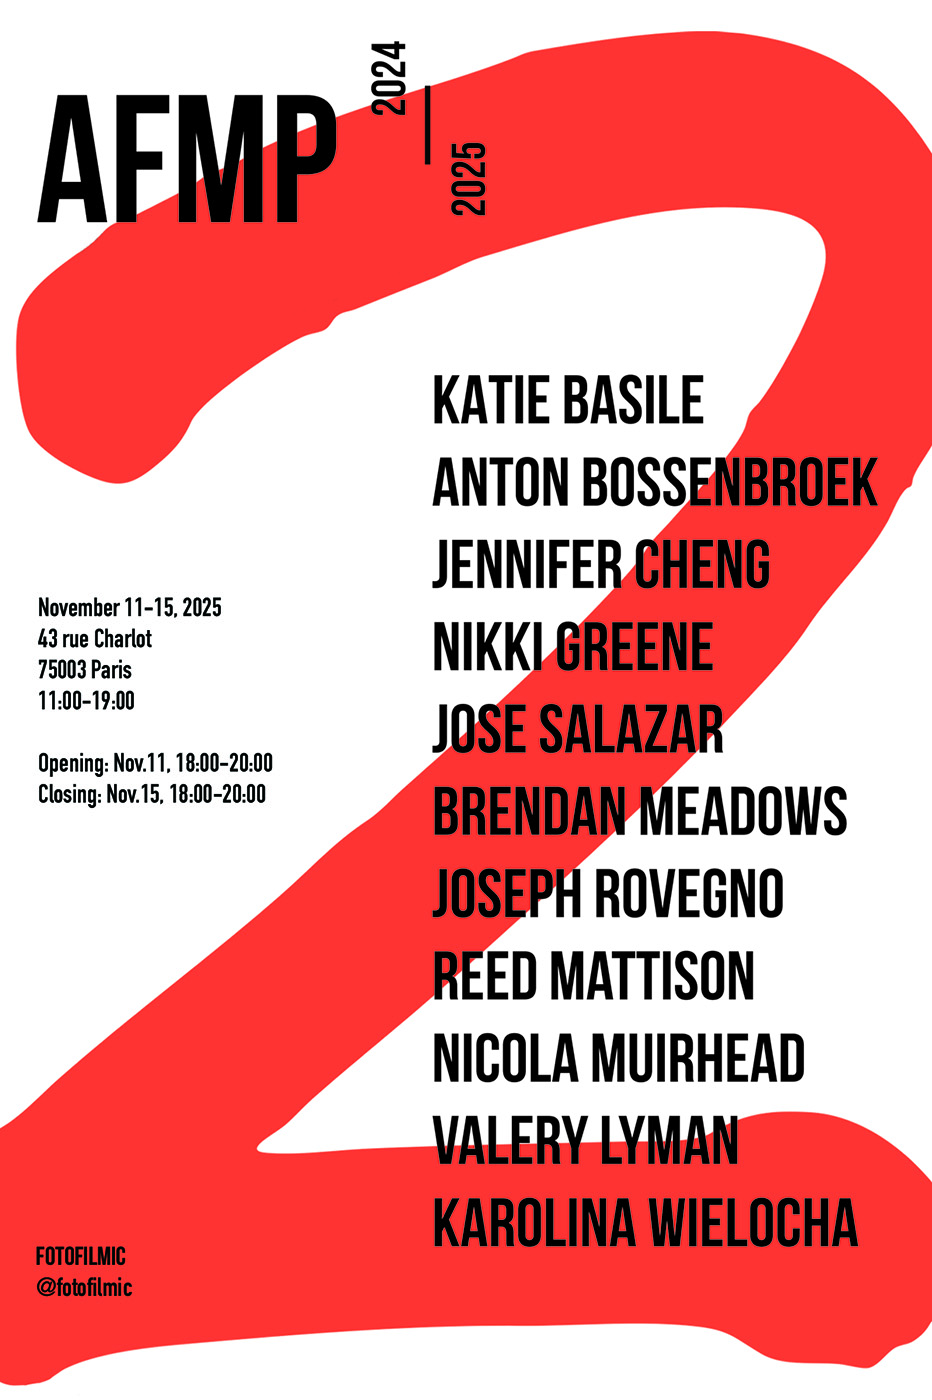 AFMP
2024
2025
KATIE BASILE
ANTON BOSSENBROEK
JENNIFER CHENG
NIKKI GREENE
JOSE SALAZAR
BRENDAN MEADOWS
JOSEPH ROVEGNO
REED MATTISON
NICOLA MUIRHEAD
VALERY LYMAN
KAROLINA WIELOCHA
November 11-15, 2025
43 rue Charlot
75003 Paris
11:00-19:00
Opening: Nov.11, 18:00-20:00
Closing: Nov.15, 18:00-20:00
FOTOFILMIC
@fotofilmic
2